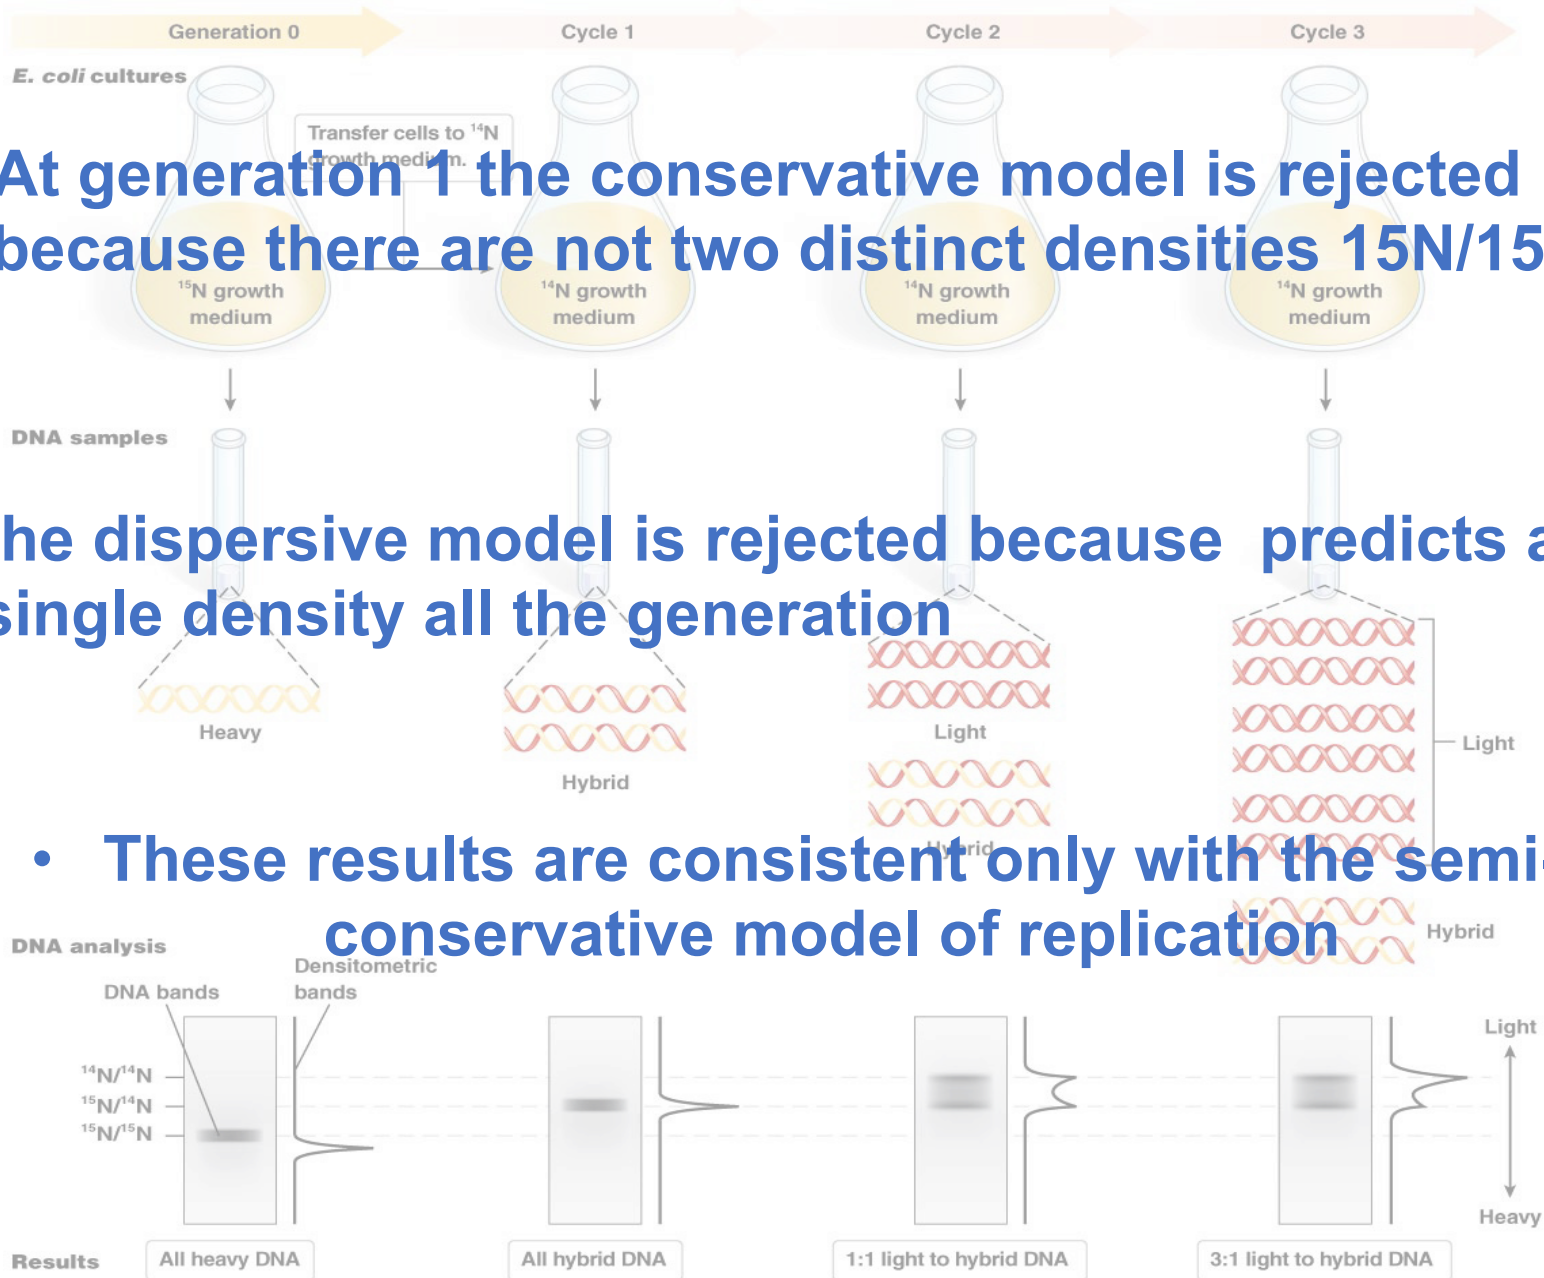 Generation 0 Cycle 1 Cycle 2 Cycle 3
E. coli cultures
Transfer cells to ¹⁴N
growth medium.
At generation 1 the conservative model is rejected
because there are not two distinct densities 15N/15
¹⁵N growth
medium
¹⁴N growth
medium
¹⁴N growth
medium
¹⁴N growth
medium
DNA samples
he dispersive model is rejected because predicts a
single density all the generation
Heavy
Hybrid
Light
Hybrid
Light
Hybrid
• These results are consistent only with the semi-
conservative model of replication
DNA analysis
DNA bands
Densitometric
bands
¹⁴N/¹⁴N
¹⁵N/¹⁴N
¹⁵N/¹⁵N
Light
Heavy
Results All heavy DNA All hybrid DNA 1:1 light to hybrid DNA 3:1 light to hybrid DNA